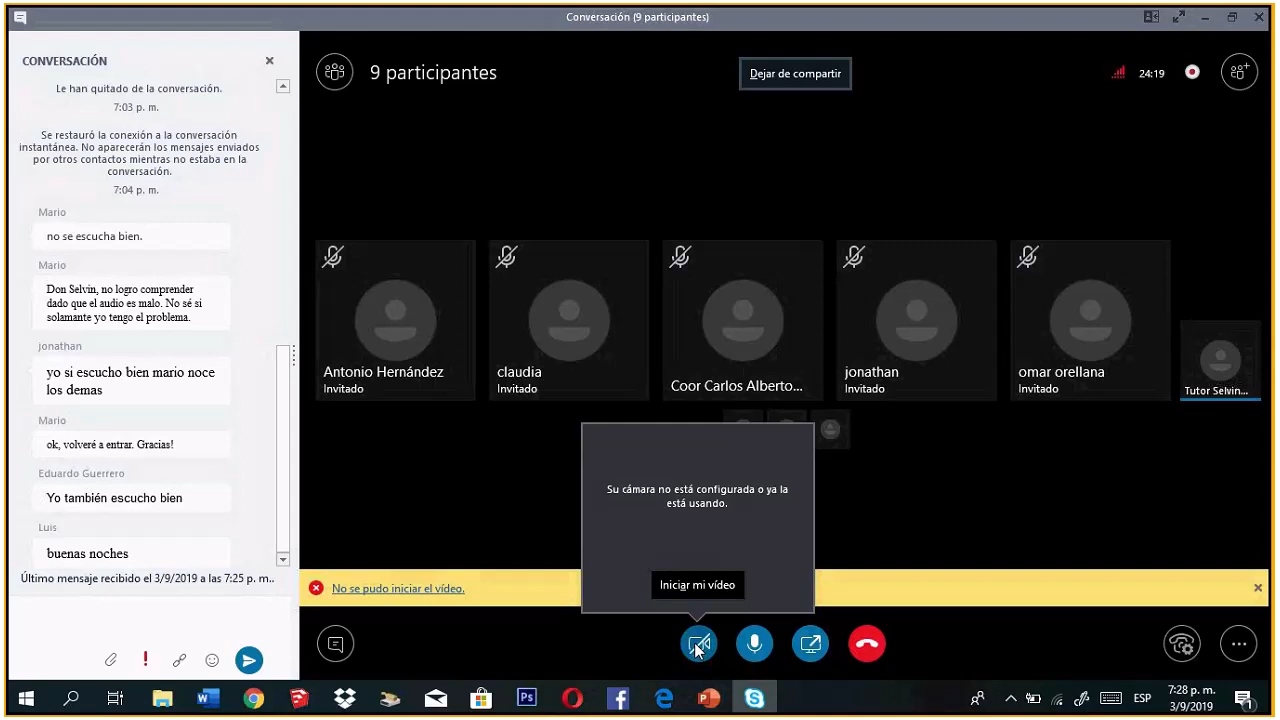 Conversación (9 participantes)
CONVERSACIÓN
Le han quitado de la conversación.
7:03 p. m.
Se restauró la conexión a la conversación
instantánea. No aparecerán los mensajes enviados
por otros contactos mientras no estaba en la
conversación.
7:04 p. m.
Mario
no se escucha bien.
Mario
Don Selvin, no logro comprender
dado que el audio es malo. No sé si
solamante yo tengo el problema.
jonathan
yo si escucho bien mario noce
los demas
Mario
ok, volveré a entrar. Gracias!
Eduardo Guerrero
Yo también escucho bien
Luis
buenas noches
Último mensaje recibido el 3/9/2019 a las 7:25 p. m..
9 participantes
Dejar de compartir
24:19
Antonio Hernández
Invitado
claudia
Invitado
Coor Carlos Alberto...
jonathan
Invitado
omar orellana
Invitado
Tutor Selvin...
Su cámara no está configurada o ya la
está usando.
Iniciar mi vídeo
No se pudo iniciar el vídeo.
ESP
7:28 p. m.
3/9/2019